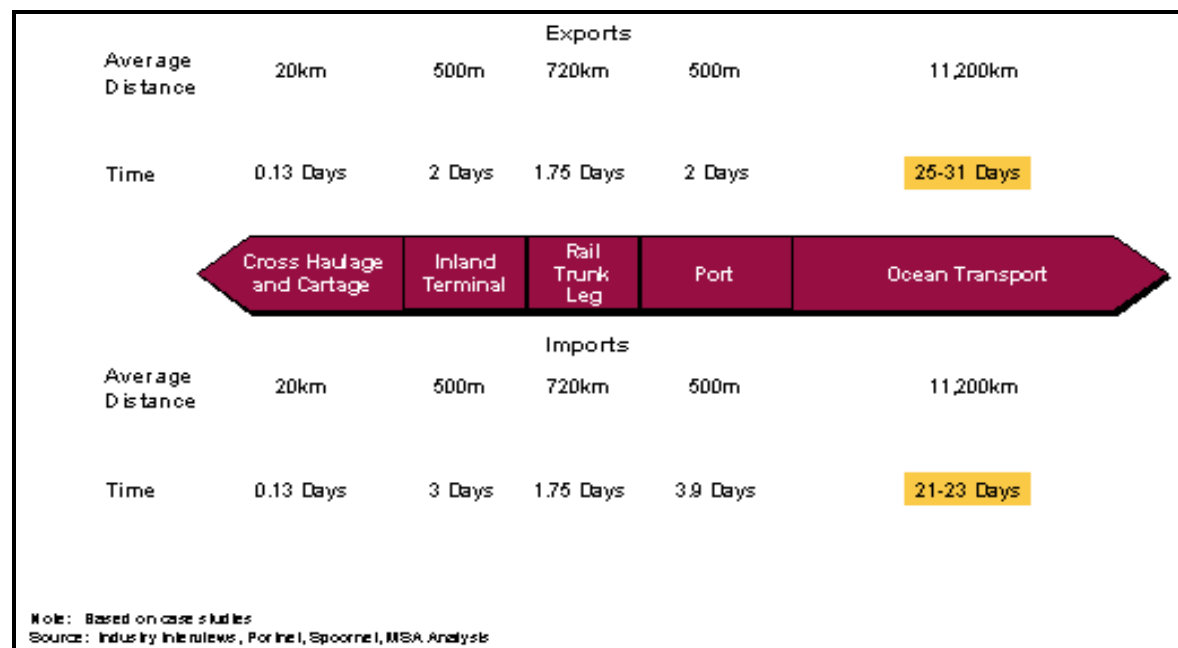 Exports
Average
Distance
20km 500m 720km 500m 11,200km
Time 0.13 Days 2 Days 1.75 Days 2 Days 25-31 Days
Cross Haulage
and Cartage
Inland
Terminal
Rail
Trunk
Leg
Port
Ocean Transport
Imports
Average
Distance
20km 500m 720km 500m 11,200km
Time 0.13 Days 3 Days 1.75 Days 3.9 Days 21-23 Days
Note: Based on case studies
Source: Industry Interviews, Portnet, Spoornet, MSA Analysis